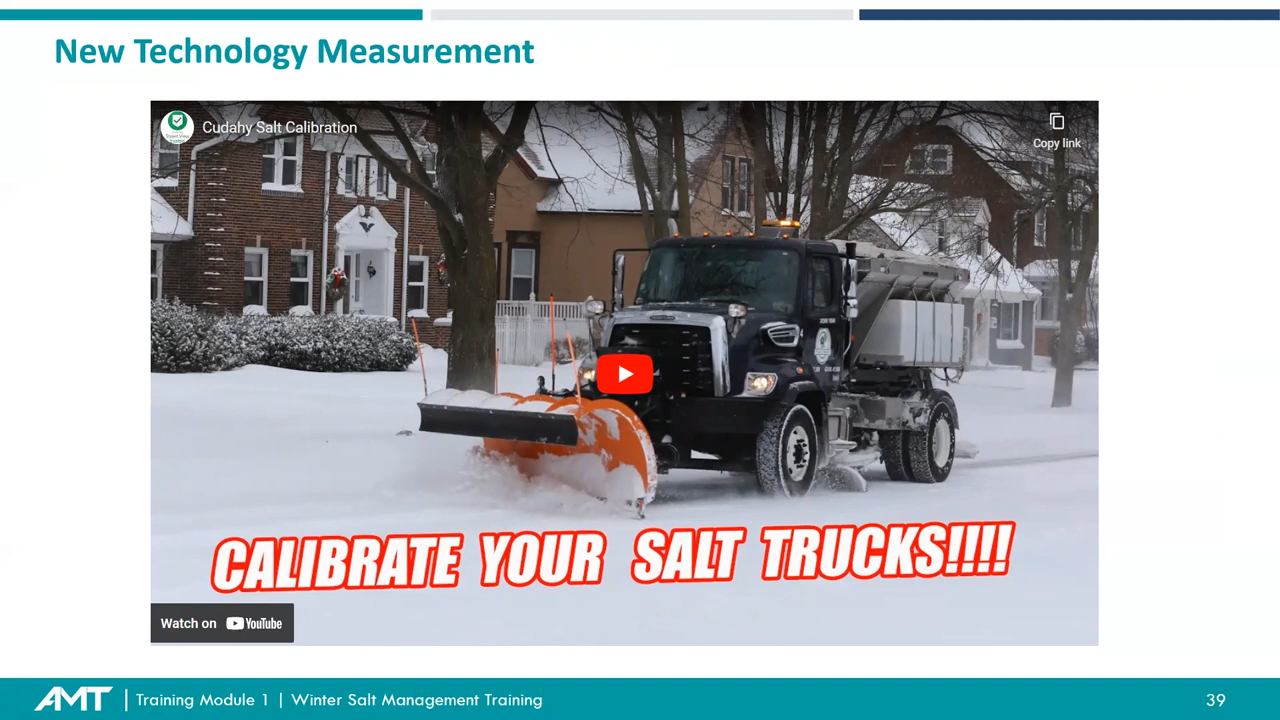 New Technology Measurement
Cudahy Salt Calibration
Copy link
CALIBRATE YOUR SALT TRUCKS!!!!
Watch on YouTube
AMT | Training Module 1 | Winter Salt Management Training
39